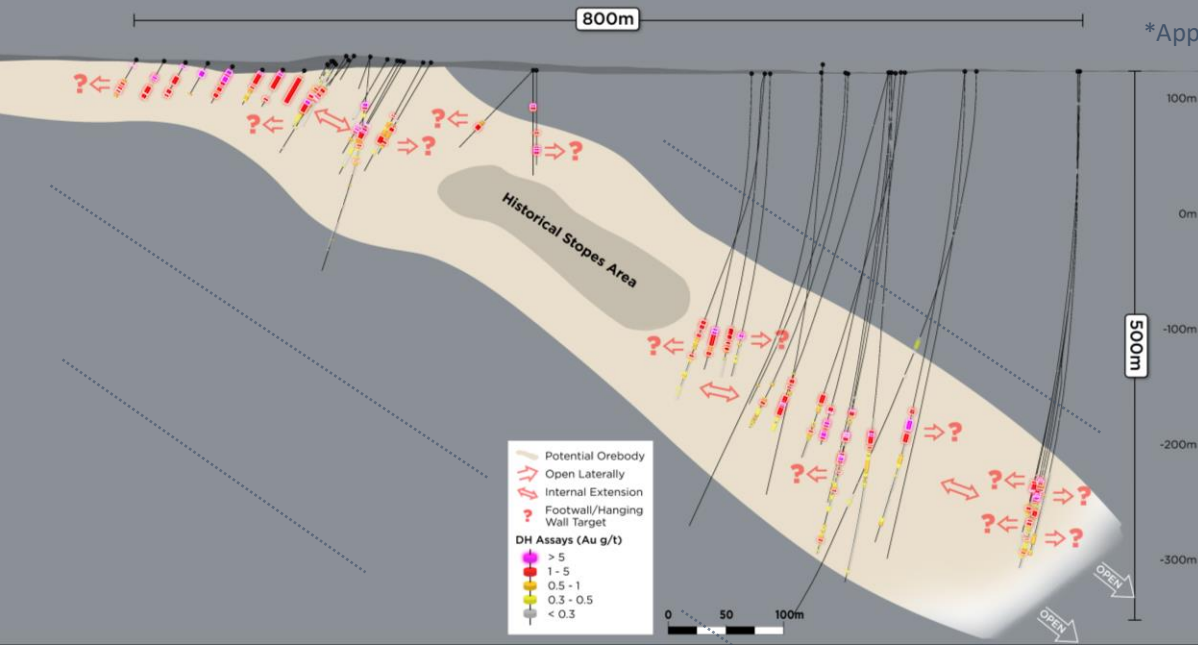 800m
*App
100m
0m
-100m
-200m
-300m
500m
?
?
?
?
?
?
Historical Stopes Area
?
?
?
?
?
?
?
?
OPEN
OPEN
Potential Orebody
Open Laterally
Internal Extension
? Footwall/Hanging
Wall Target
DH Assays (Au g/t)
> 5
1 - 5
0.5 - 1
0.3 - 0.5
< 0.3
0 50 100m